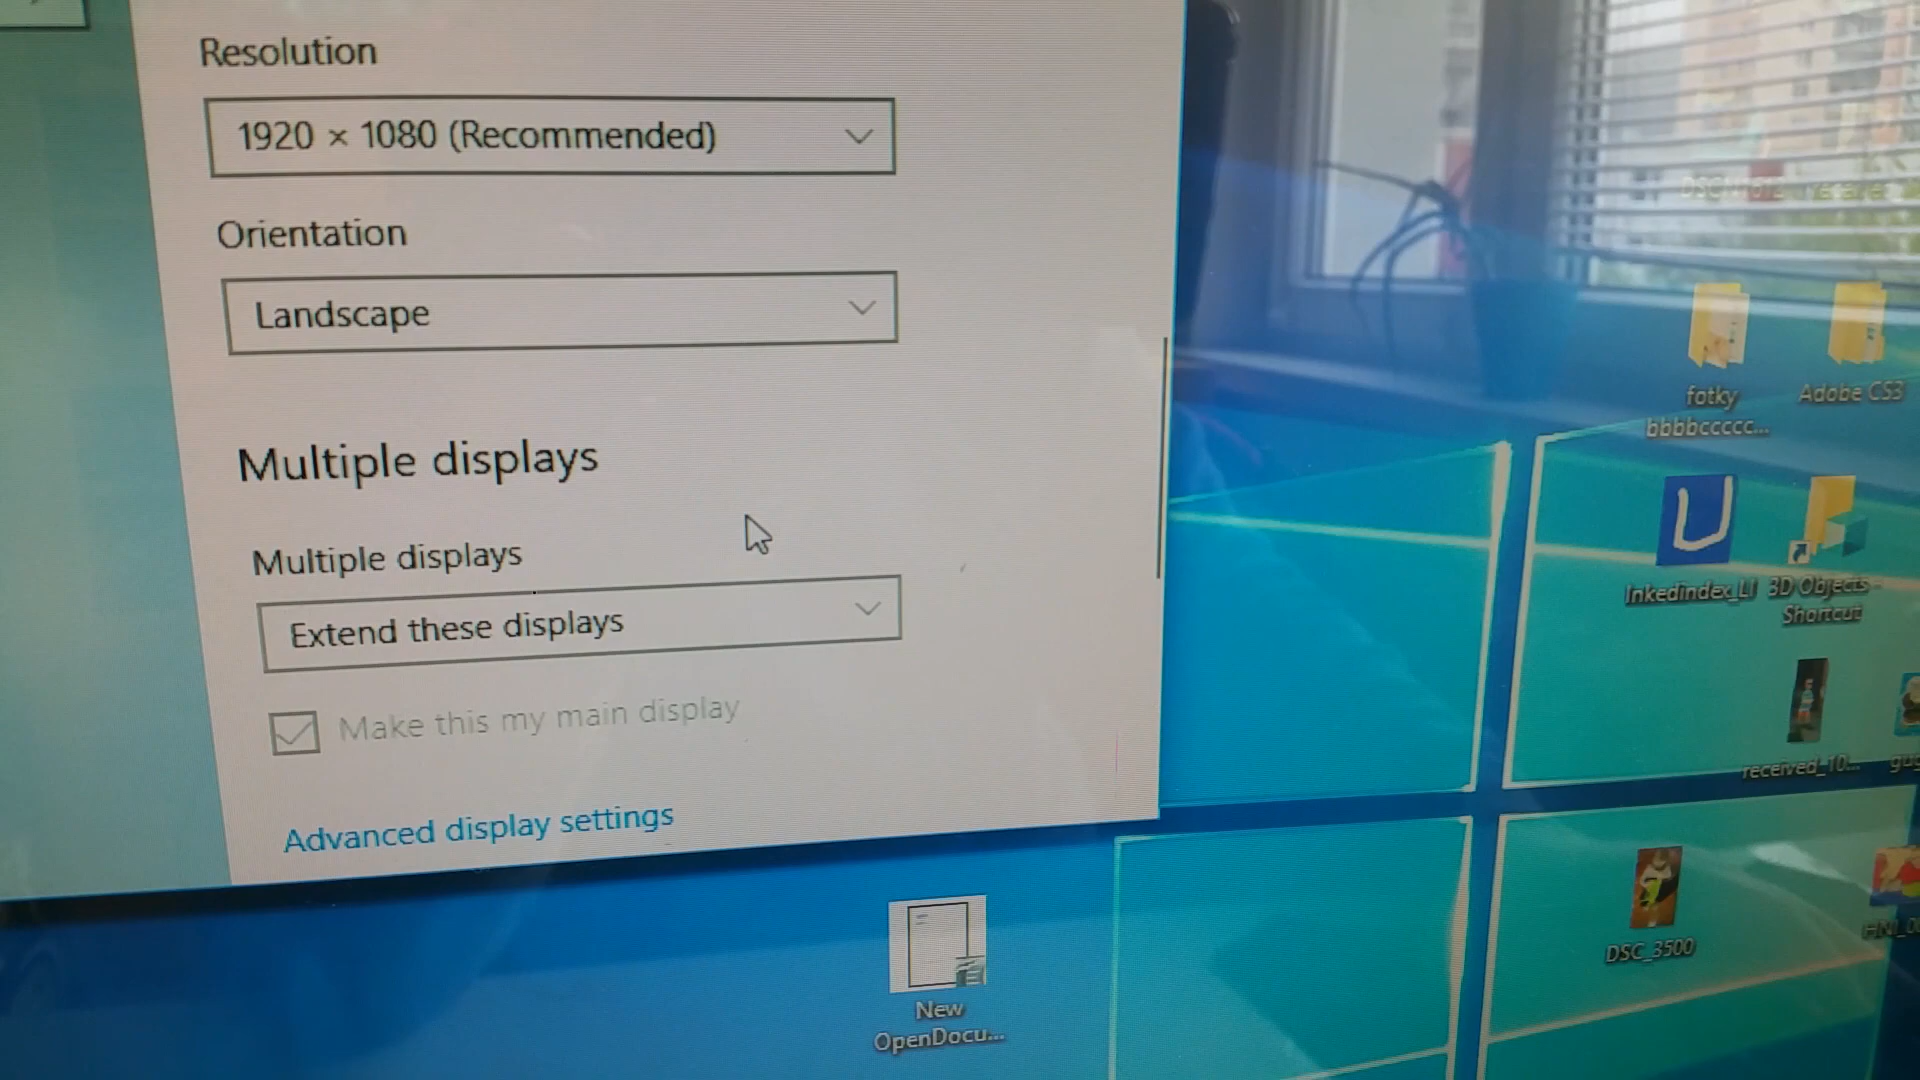 Resolution
1920 × 1080 (Recommended)
Orientation
Landscape
Multiple displays
Multiple displays
Extend these displays
Make this my main display
Advanced display settings
fotky
bbbbccccc...
Adobe CS3
InkedIndex_LI
3D Objects -
Shortcut
received_10...
DSC_3500
New
OpenDocu...